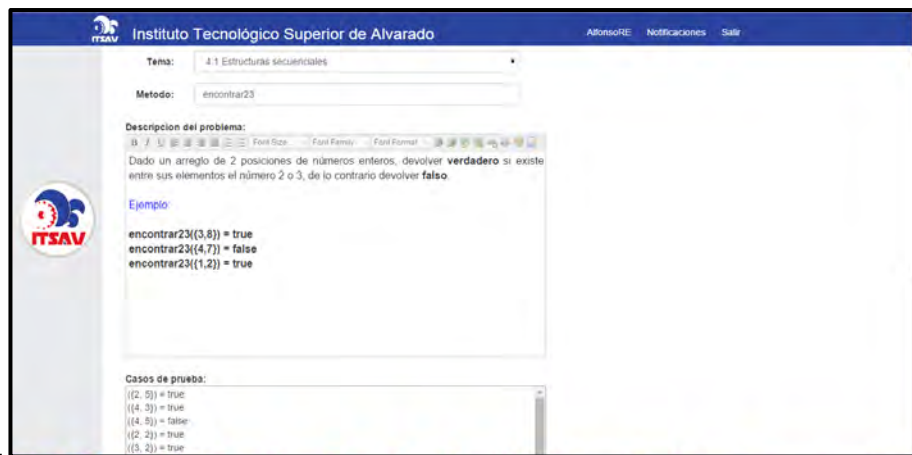 ITSAV
Instituto Tecnológico Superior de Alvarado
AlfonsoRE Notificaciones Salir
Tema: 4.1 Estructuras secuenciales
Metodo: encontrar23
Descripcion del problema:
B I U Font Size... Font Family. Font Format
Dado un arreglo de 2 posiciones de números enteros, devolver verdadero si existe
entre sus elementos el número 2 o 3, de lo contrario devolver falso.
Ejemplo:
encontrar23({3,8}) = true
encontrar23({4,7}) = false
encontrar23({1,2}) = true
ITSAV
Casos de prueba:
({2, 5}) = true
({4, 3}) = true
({4, 5}) = false
({2, 2}) = true
({3, 2}) = true